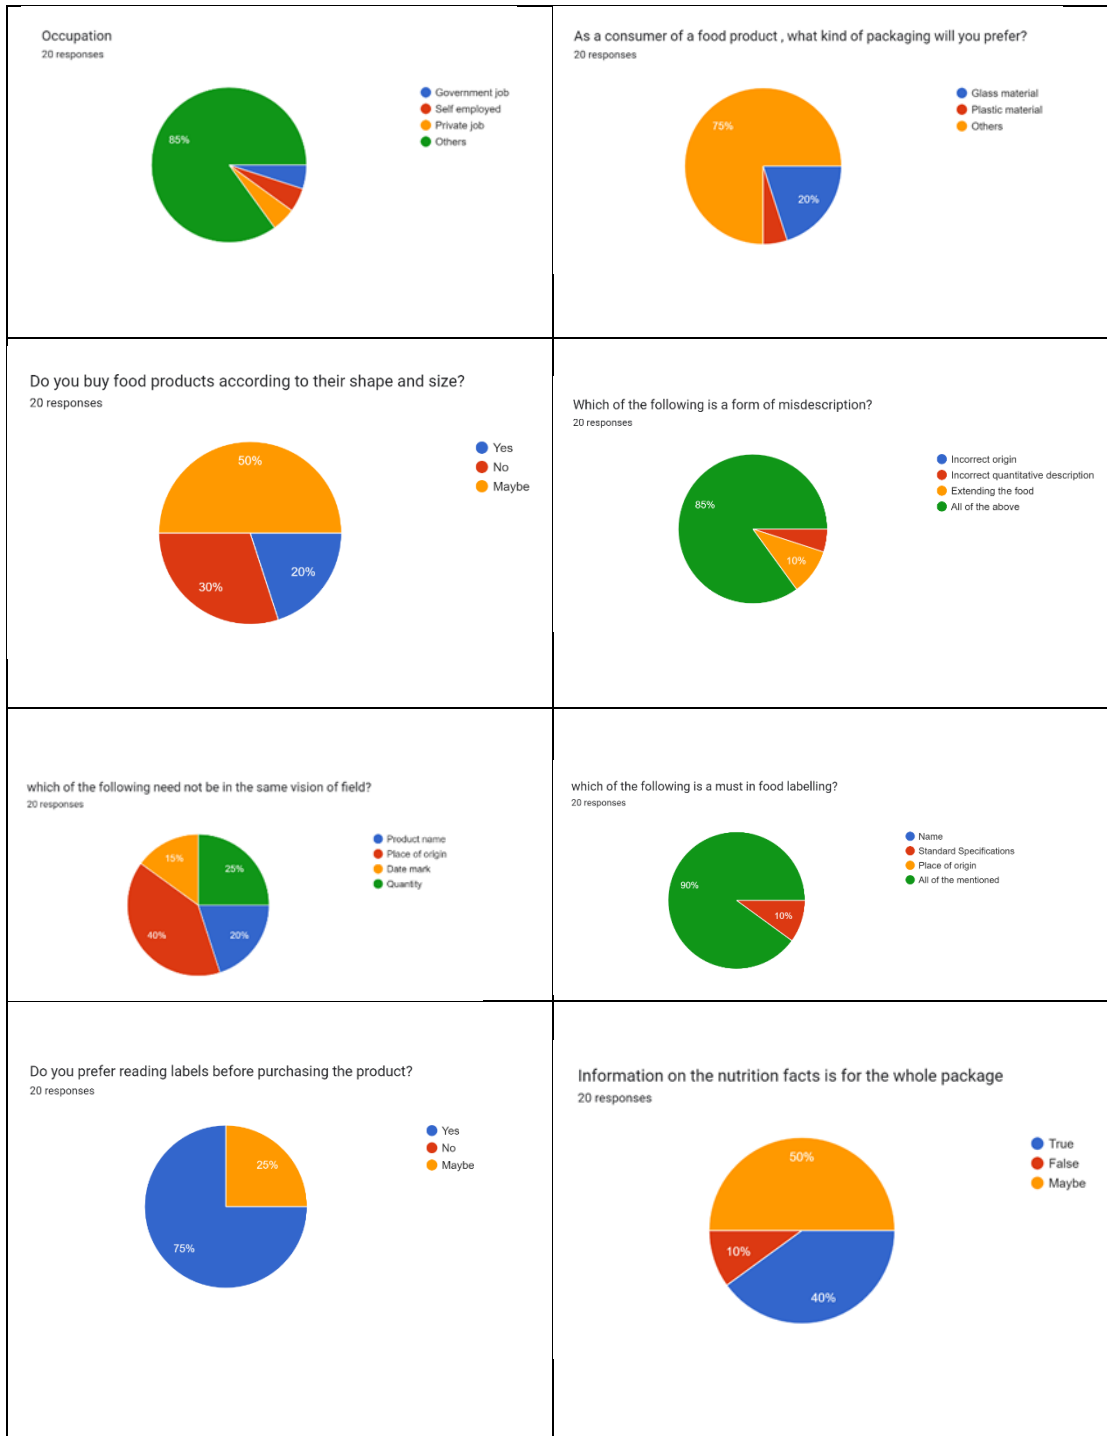 Occupation
20 responses
Government job
Self employed
Private job
Others
85%
As a consumer of a food product , what kind of packaging will you prefer?
20 responses
Glass material
Plastic material
Others
75%
20%
Do you buy food products according to their shape and size?
20 responses
Yes
No
Maybe
50%
30%
20%
Which of the following is a form of misdescription?
20 responses
Incorrect origin
Incorrect quantitative description
Extending the food
All of the above
85%
10%
which of the following need not be in the same vision of field?
20 responses
Product name
Place of origin
Date mark
Quantity
15%
25%
40%
20%
which of the following is a must in food labelling?
20 responses
Name
Standard Specifications
Place of origin
All of the mentioned
90%
10%
Do you prefer reading labels before purchasing the product?
20 responses
Yes
No
Maybe
25%
75%
Information on the nutrition facts is for the whole package
20 responses
True
False
Maybe
50%
10%
40%